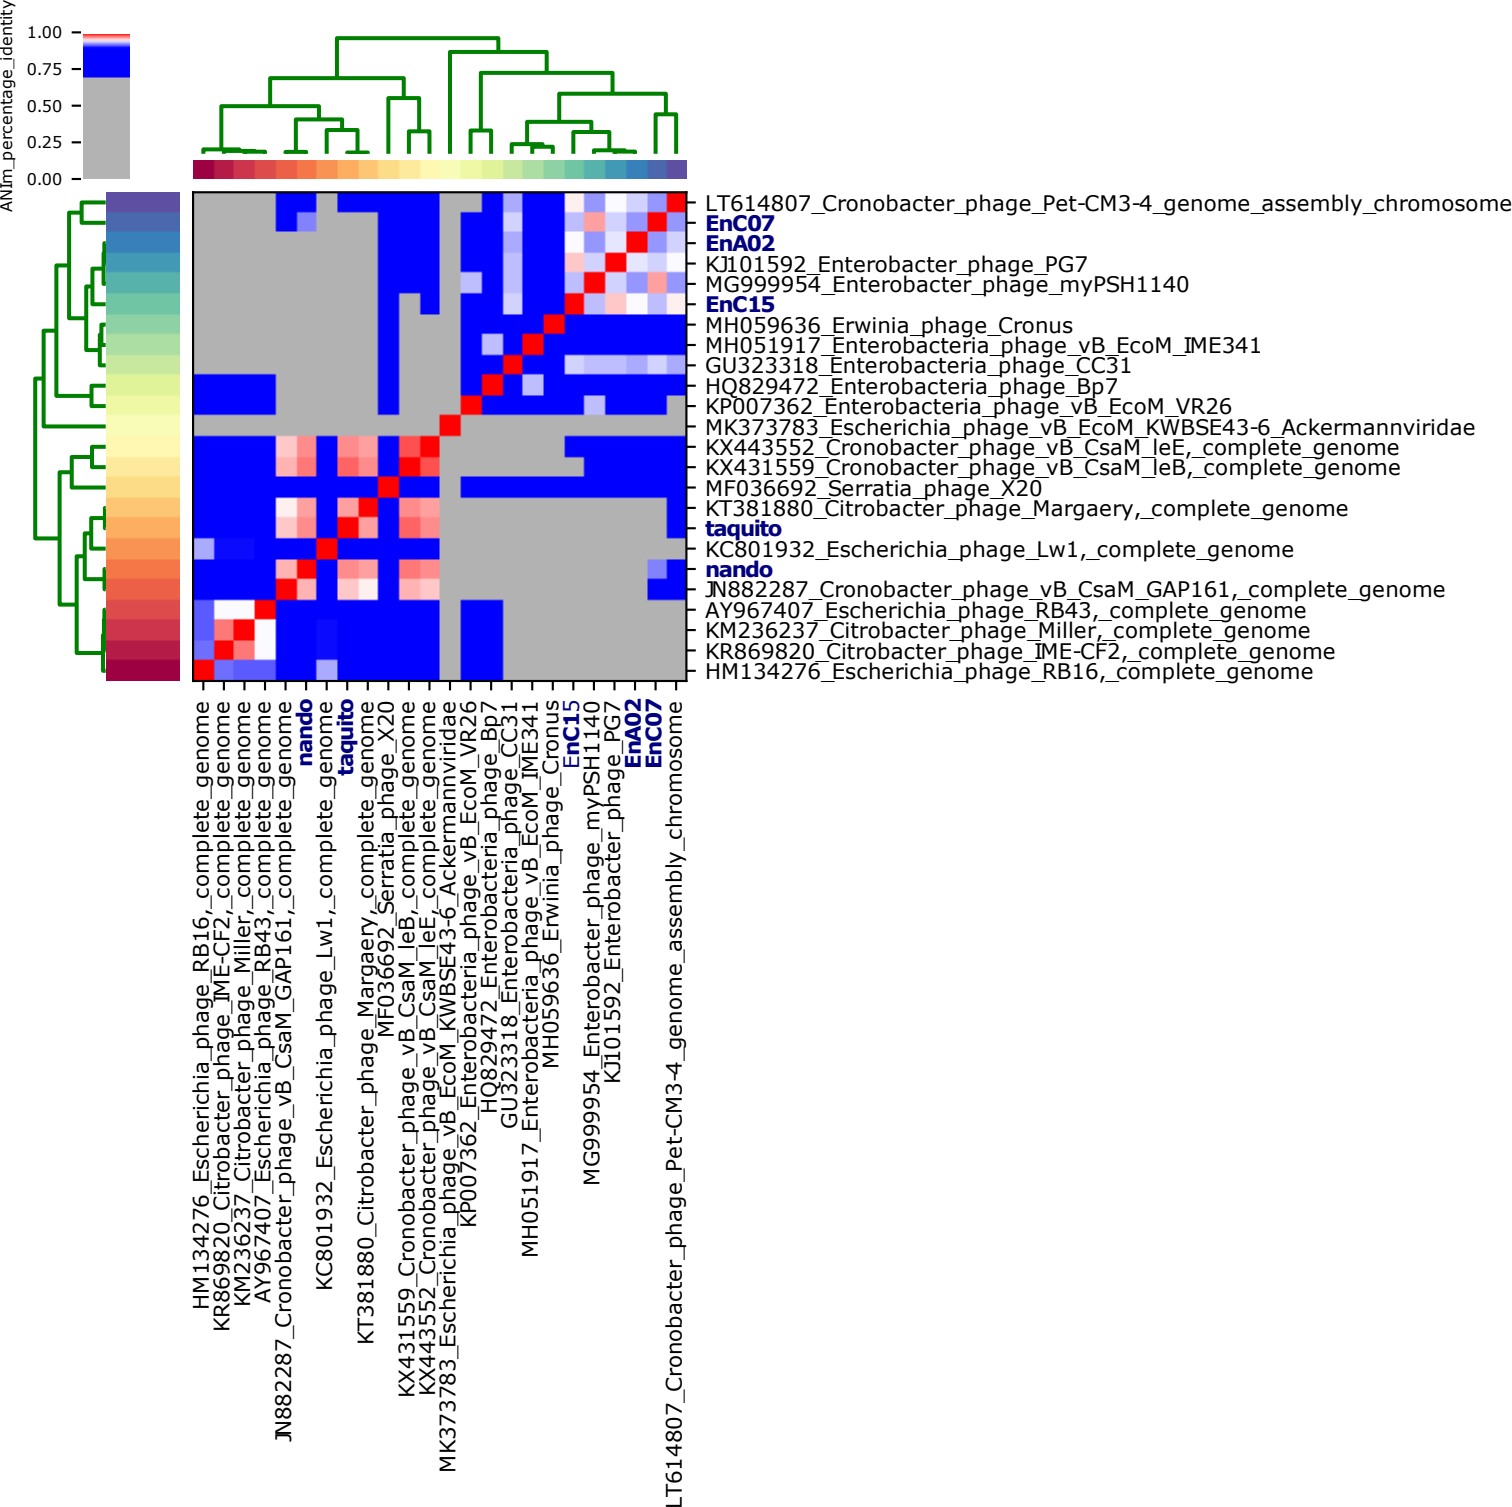 ANIm_percentage_identity
1.00
0.75
0.50
0.25
0.00
LT614807_Cronobacter_phage_Pet-CM3-4_genome_assembly_chromosome
EnC07
EnA02
KJ101592_Enterobacter_phage_PG7
MG999954_Enterobacter_phage_myPSH1140
EnC15
MH059636_Erwinia_phage_Cronus
MH051917_Enterobacteria_phage_vB_EcoM_IME341
GU323318_Enterobacteria_phage_CC31
HQ829472_Enterobacteria_phage_Bp7
KP007362_Enterobacteria_phage_vB_EcoM_VR26
MK373783_Escherichia_phage_vB_EcoM_KWBSE43-6_Ackermannviridae
KX443552_Cronobacter_phage_vB_CsaM_leE,_complete_genome
KX431559_Cronobacter_phage_vB_CsaM_leB,_complete_genome
MF036692_Serratia_phage_X20
KT381880_Citrobacter_phage_Margaery,_complete_genome
taquito
KC801932_Escherichia_phage_Lw1,_complete_genome
nando
JN882287_Cronobacter_phage_vB_CsaM_GAP161,_complete_genome
AY967407_Escherichia_phage_RB43,_complete_genome
KM236237_Citrobacter_phage_Miller,_complete_genome
KR869820_Citrobacter_phage_IME-CF2,_complete_genome
HM134276_Escherichia_phage_RB16,_complete_genome
HM134276_Escherichia_phage_RB16,_complete_genome
KR869820_Citrobacter_phage_IME-CF2,_complete_genome
KM236237_Citrobacter_phage_Miller,_complete_genome
AY967407_Escherichia_phage_RB43,_complete_genome
JN882287_Cronobacter_phage_vB_CsaM_GAP161,_complete_genome
nando
KC801932_Escherichia_phage_Lw1,_complete_genome
taquito
KT381880_Citrobacter_phage_Margaery,_complete_genome
MF036692_Serratia_phage_X20
KX431559_Cronobacter_phage_vB_CsaM_leB,_complete_genome
KX443552_Cronobacter_phage_vB_CsaM_leE,_complete_genome
MK373783_Escherichia_phage_vB_EcoM_KWBSE43-6_Ackermannviridae
KP007362_Enterobacteria_phage_vB_EcoM_VR26
HQ829472_Enterobacteria_phage_Bp7
GU323318_Enterobacteria_phage_CC31
MH051917_Enterobacteria_phage_vB_EcoM_IME341
MH059636_Erwinia_phage_Cronus
EnC15
MG999954_Enterobacter_phage_myPSH1140
KJ101592_Enterobacter_phage_PG7
EnA02
EnC07
LT614807_Cronobacter_phage_Pet-CM3-4_genome_assembly_chromosome